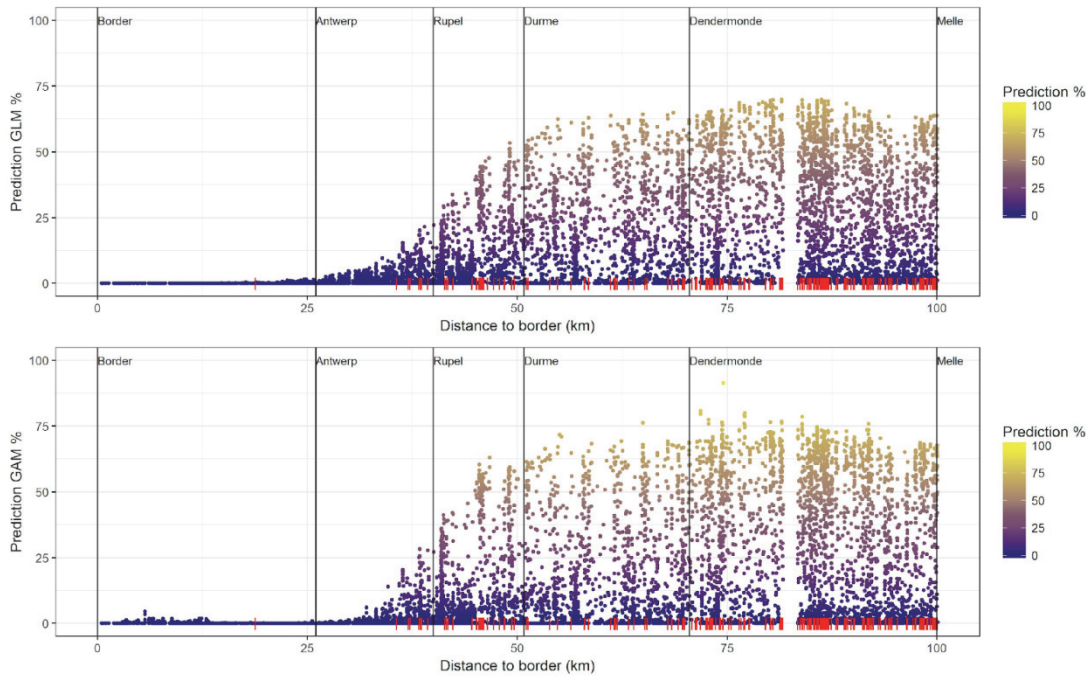 Border Antwerp Rupel Durme Dendermonde Melle
100
75
50
25
0
Prediction GLM %
0 25 50 75 100
Distance to border (km)
Prediction %
100
75
50
25
0
Border Antwerp Rupel Durme Dendermonde Melle
100
75
50
25
0
Prediction GAM %
0 25 50 75 100
Distance to border (km)
Prediction %
100
75
50
25
0